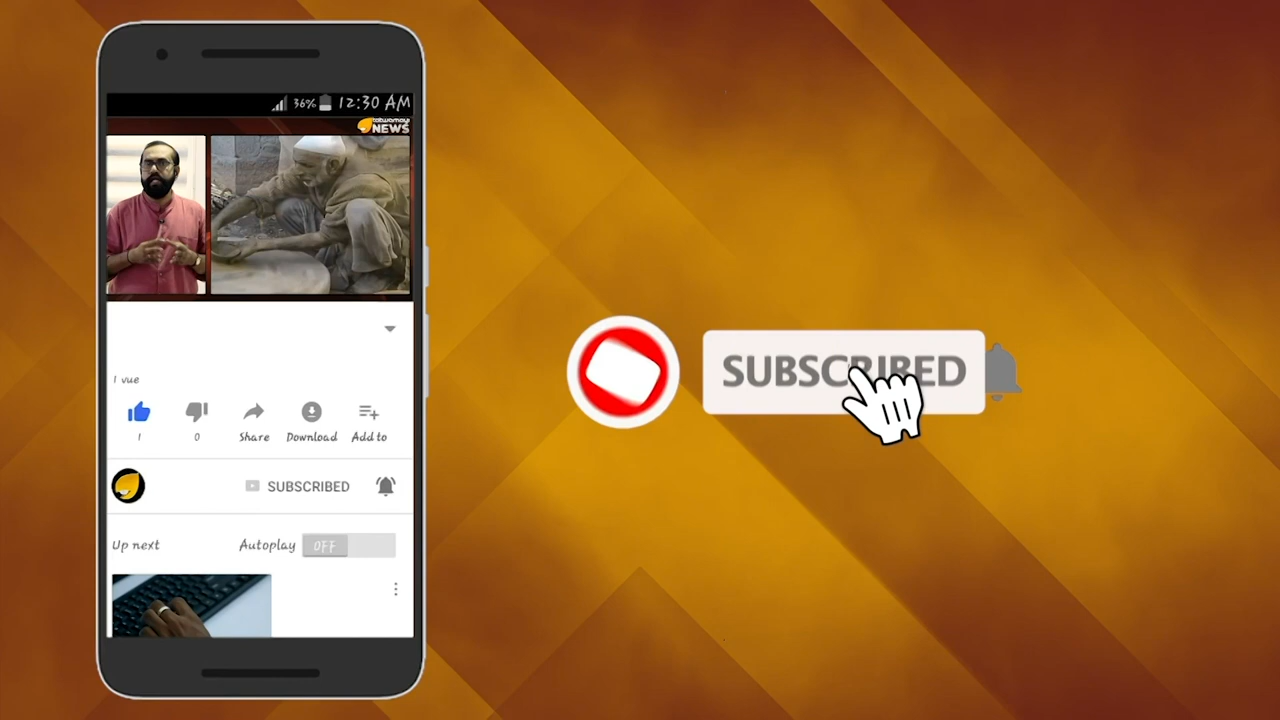 36% 12:30 AM
tatwamayi
NEWS
1 vue
1
0
Share
Download
Add to
SUBSCRIBED
Up next
Autoplay
OFF
SUBSCRIBED